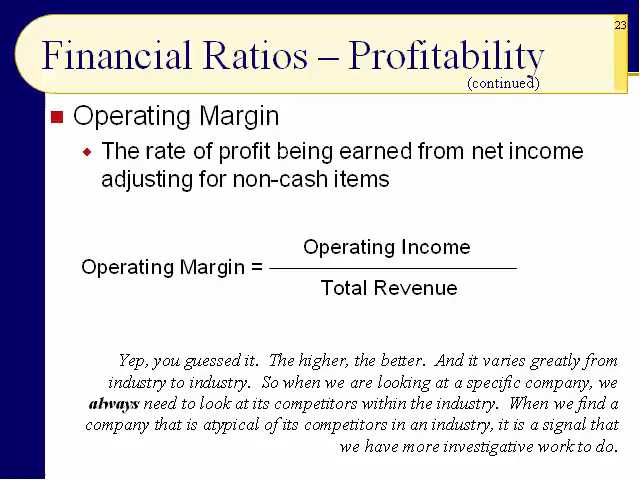 23
Financial Ratios – Profitability
(continued)
Operating Margin
The rate of profit being earned from net income
adjusting for non-cash items
Operating Income
Operating Margin =
Total Revenue
Yep, you guessed it. The higher, the better. And it varies greatly from
industry to industry. So when we are looking at a specific company, we
always need to look at its competitors within the industry. When we find a
company that is atypical of its competitors in an industry, it is a signal that
we have more investigative work to do.